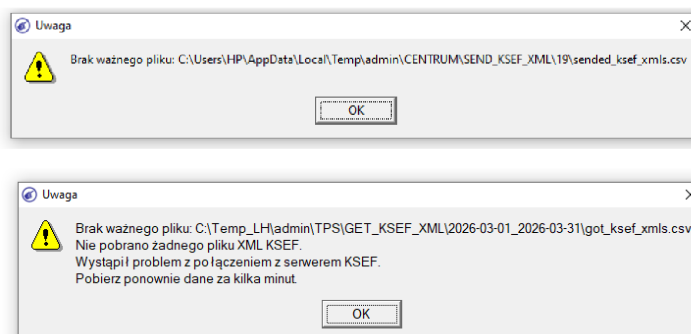 Uwaga
Brak ważnego pliku: C:\Users\HP\AppData\Local\Temp\admin\CENTRUM\SEND_KSEF_XML\19\sended_ksef_xmls.csv
OK
Uwaga
Brak ważnego pliku: C:\Temp_LH\admin\TPS\GET_KSEF_XML\2026-03-01_2026-03-31\got_ksef_xmls.csv
Nie pobrano żadnego pliku XML KSEF.
Wystąpił problem z połączeniem z serwerem KSEF.
Pobierz ponownie dane za kilka minut.
OK